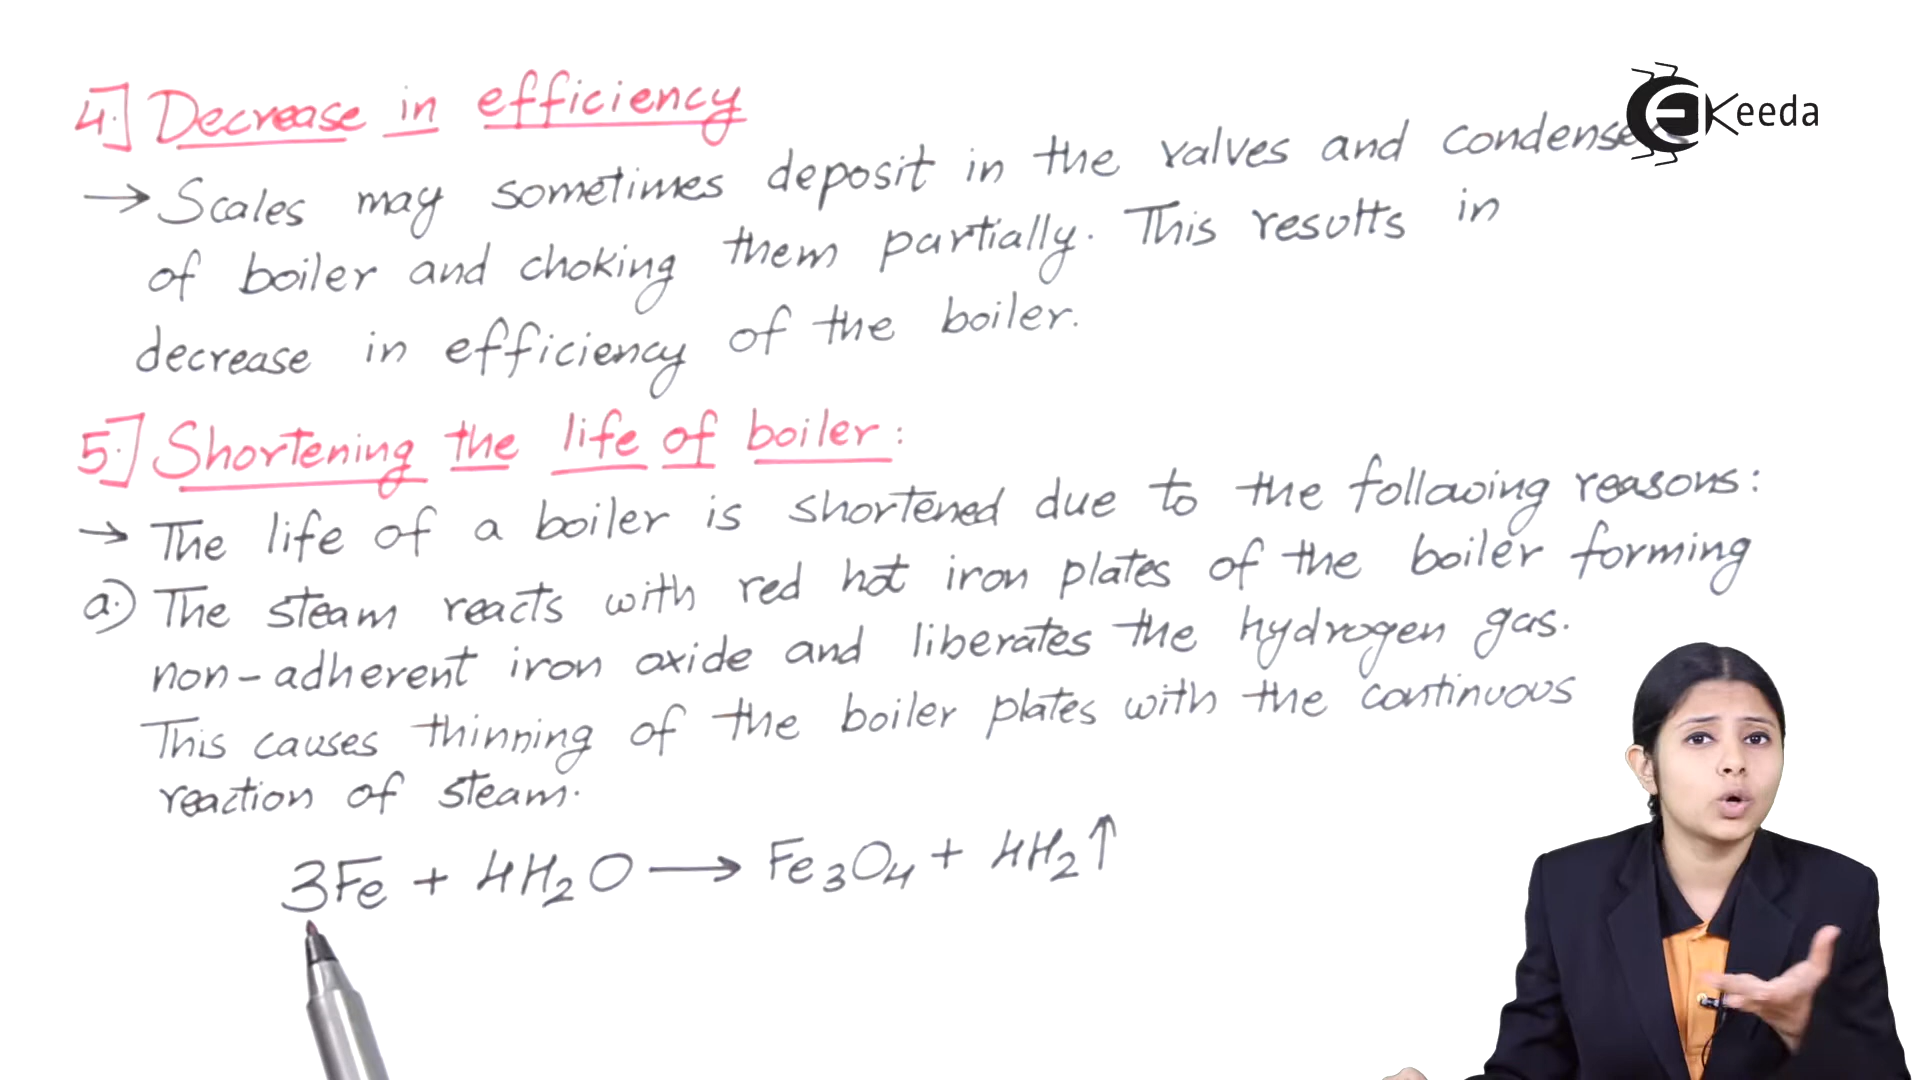 4.] Decrease in efficiency
EKeeda
→ Scales may sometimes deposit in the valves and condensers
of boiler and choking them partially. This results in
decrease in efficiency of the boiler.
5.] Shortening the life of boiler:
→ The life of a boiler is shortened due to the following reasons:
a.) The steam reacts with red hot iron plates of the boiler forming
non-adherent iron oxide and liberates the hydrogen gas.
This causes thinning of the boiler plates with the continuous
reaction of steam.
3Fe + 4H₂O → Fe₃O₄ + 4H₂↑